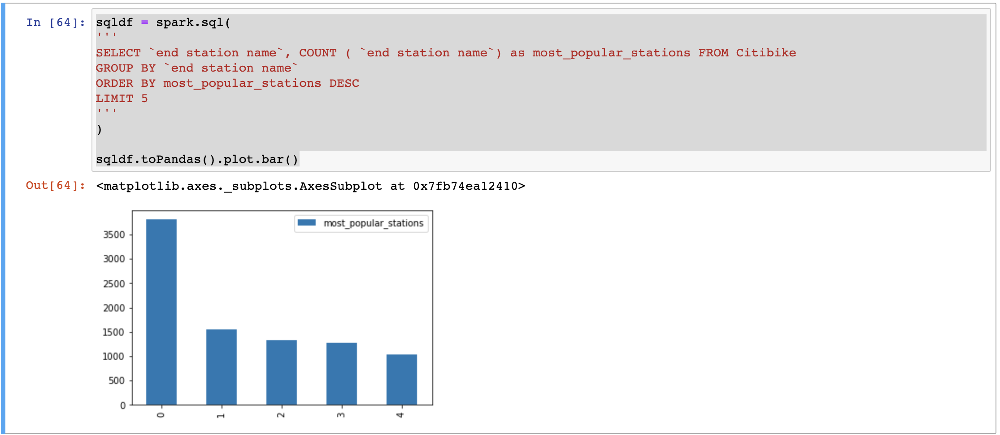 In [64]: sqldf = spark.sql(
'''
SELECT `end station name`, COUNT ( `end station name`) as most_popular_stations FROM Citibike
GROUP BY `end station name`
ORDER BY most_popular_stations DESC
LIMIT 5
'''
)
sqldf.toPandas().plot.bar()
Out[64]: <matplotlib.axes._subplots.AxesSubplot at 0x7fb74ea12410>
most_popular_stations
3500
3000
2500
2000
1500
1000
500
0
0 1 2 3 4